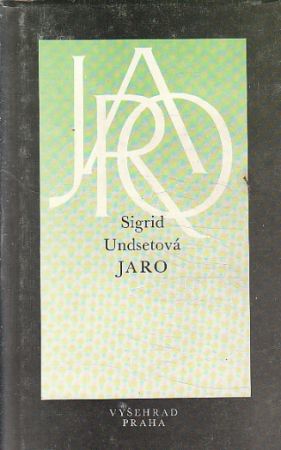 JARO
Sigrid
Undsetová
JARO
VYŠEHRAD
PRAHA